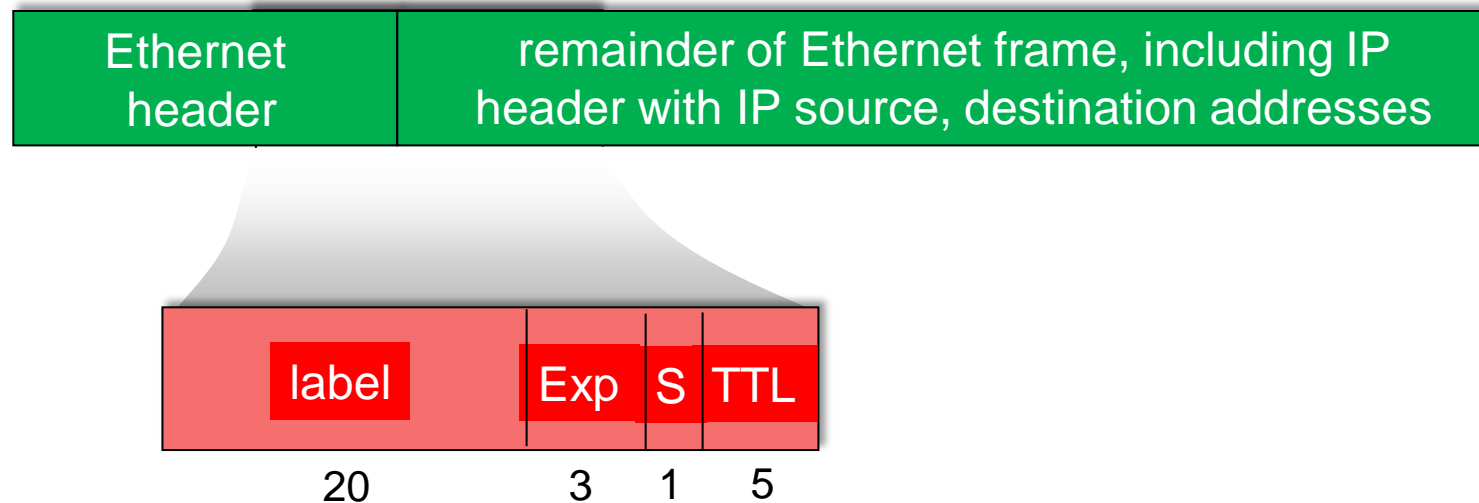 Ethernet
header
remainder of Ethernet frame, including IP
header with IP source, destination addresses
label Exp S TTL
20 3 1 5